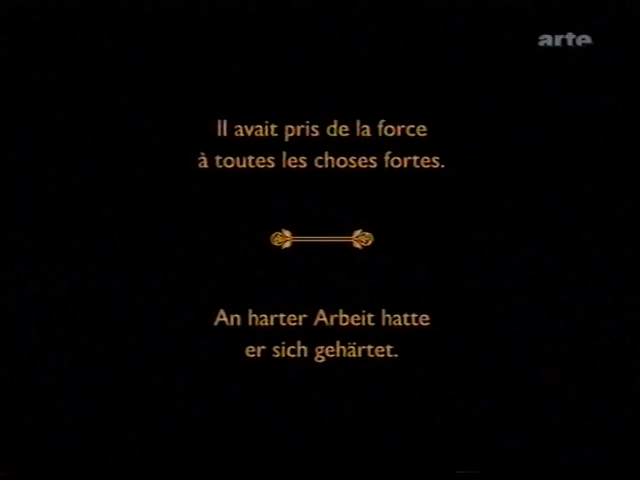 arte
Il avait pris de la force
à toutes les choses fortes.
An harter Arbeit hatte
er sich gehärtet.